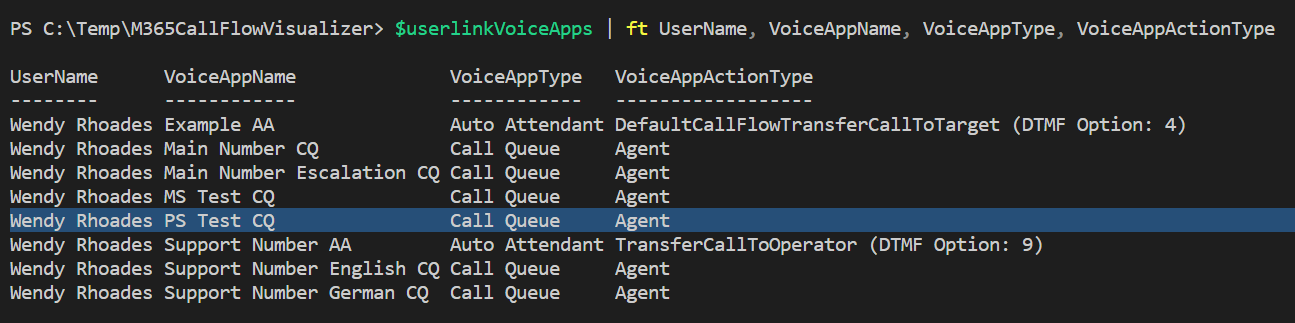 PS C:\Temp\M365CallFlowVisualizer> $userlinkVoiceApps | ft UserName, VoiceAppName, VoiceAppType, VoiceAppActionType
UserName      VoiceAppName                VoiceAppType   VoiceAppActionType
--------      ------------                ------------   ------------------
Wendy Rhoades Example AA                  Auto Attendant DefaultCallFlowTransferCallToTarget (DTMF Option: 4)
Wendy Rhoades Main Number CQ              Call Queue     Agent
Wendy Rhoades Main Number Escalation CQ   Call Queue     Agent
Wendy Rhoades MS Test CQ                  Call Queue     Agent
Wendy Rhoades PS Test CQ                  Call Queue     Agent
Wendy Rhoades Support Number AA           Auto Attendant TransferCallToOperator (DTMF Option: 9)
Wendy Rhoades Support Number English CQ   Call Queue     Agent
Wendy Rhoades Support Number German CQ    Call Queue     Agent